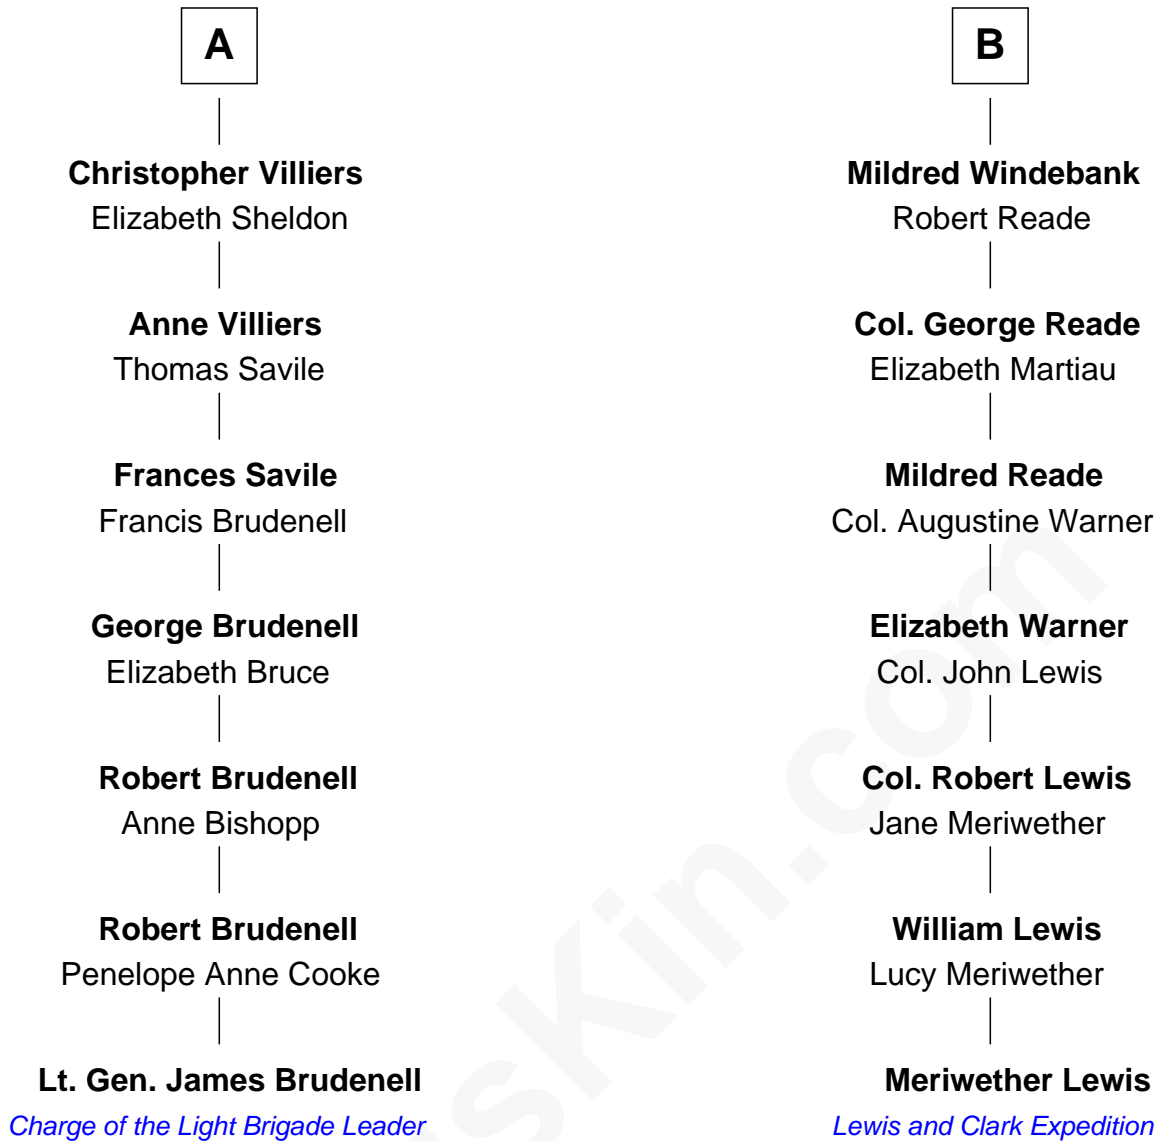 A
Christopher Villiers
Elizabeth Sheldon
Anne Villiers
Thomas Savile
Frances Savile
Francis Brudenell
George Brudenell
Elizabeth Bruce
Robert Brudenell
Anne Bishopp
Robert Brudenell
Penelope Anne Cooke
Lt. Gen. James Brudenell
Charge of the Light Brigade Leader
B
Mildred Windebank
Robert Reade
Col. George Reade
Elizabeth Martiau
Mildred Reade
Col. Augustine Warner
Elizabeth Warner
Col. John Lewis
Col. Robert Lewis
Jane Meriwether
William Lewis
Lucy Meriwether
Meriwether Lewis
Lewis and Clark Expedition